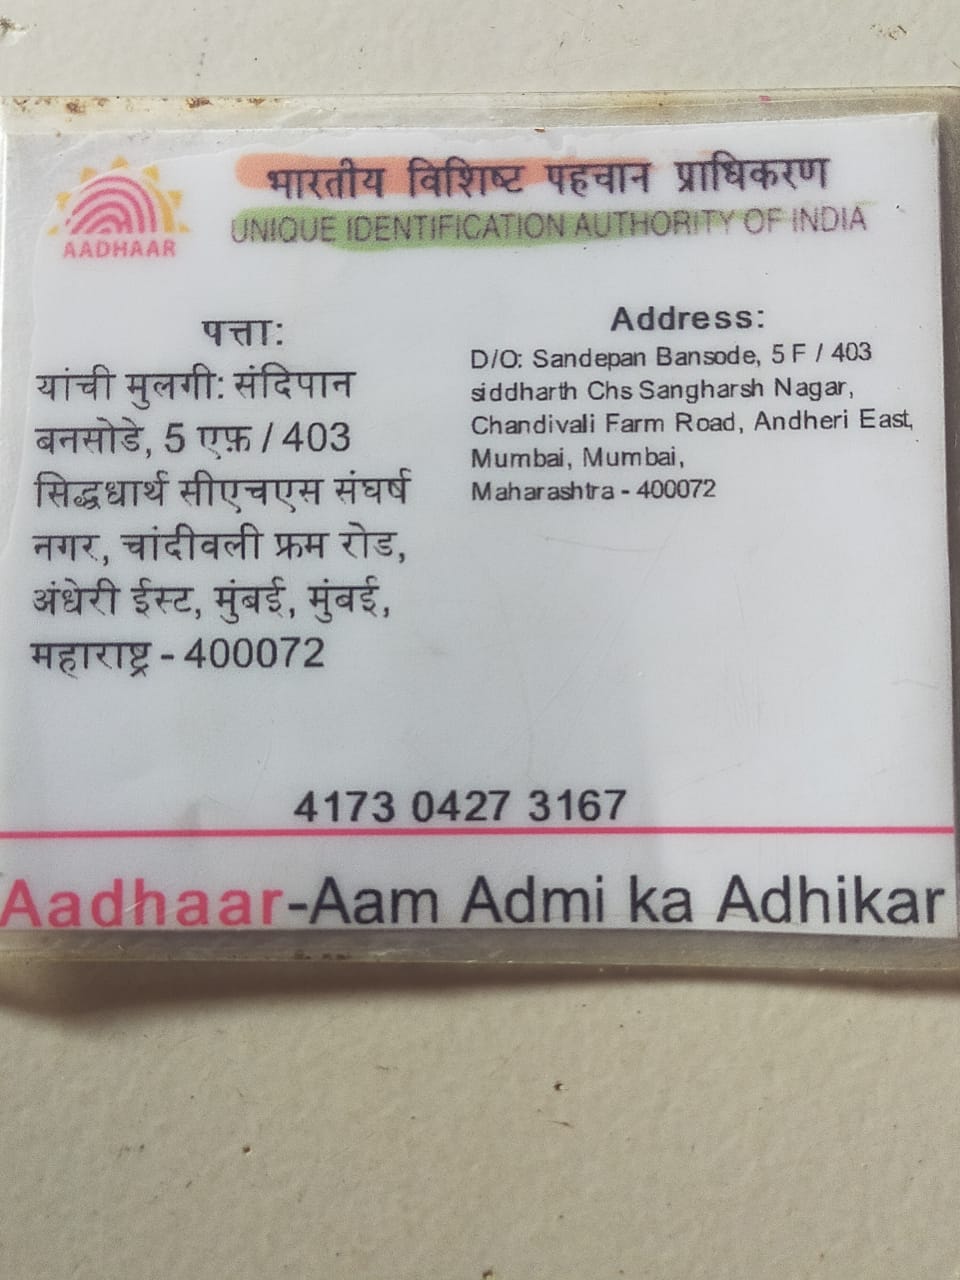 भारतीय विशिष्ट पहचान प्राधिकरण
UNIQUE IDENTIFICATION AUTHORITY OF INDIA
AADHAAR
पत्ता:
यांची मुलगी: संदिपान
बनसोडे, 5 एफ़ / 403
सिद्धधार्थ सीएचएस संघर्ष
नगर, चांदीवली फ्रम रोड,
अंधेरी ईस्ट, मुंबई, मुंबई,
महाराष्ट्र - 400072
Address:
D/O: Sandepan Bansode, 5 F / 403
siddharth Chs Sangharsh Nagar,
Chandivali Farm Road, Andheri East,
Mumbai, Mumbai,
Maharashtra - 400072
4173 0427 3167
Aadhaar-Aam Admi ka Adhikar